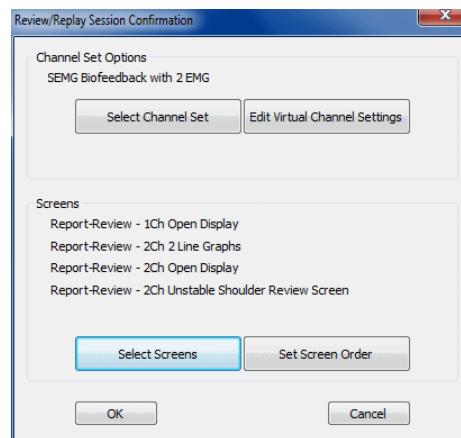 Review/Replay Session Confirmation
Channel Set Options
SEMG Biofeedback with 2 EMG
Select Channel Set
Edit Virtual Channel Settings
Screens
Report-Review - 1Ch Open Display
Report-Review - 2Ch 2 Line Graphs
Report-Review - 2Ch Open Display
Report-Review - 2Ch Unstable Shoulder Review Screen
Select Screens
Set Screen Order
OK
Cancel